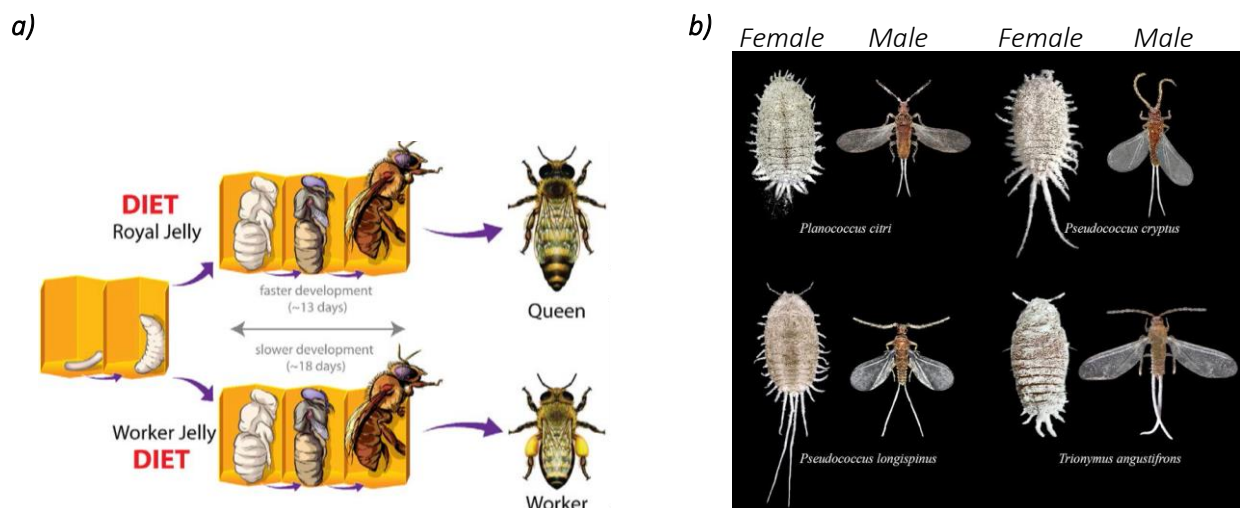 a)
DIET
Royal Jelly
faster development
(~13 days)
slower development
(~18 days)
Worker Jelly
DIET
Queen
Worker
b)
Female Male Female Male
Planococcus citri
Pseudococcus cryptus
Pseudococcus longispinus
Trionymus angustifrons